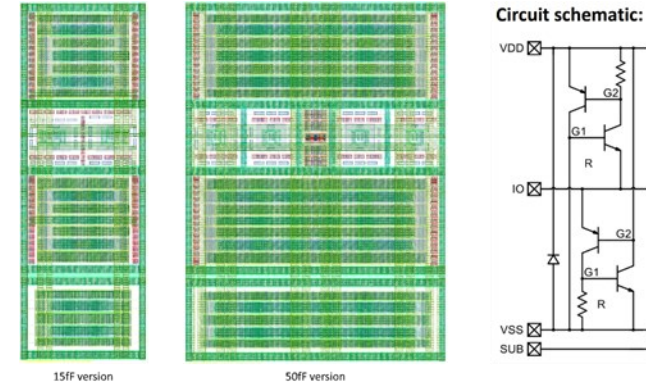 Circuit schematic:
VDD
G2
G1
R
IO
G2
G1
R
VSS
SUB
15fF version
50fF version